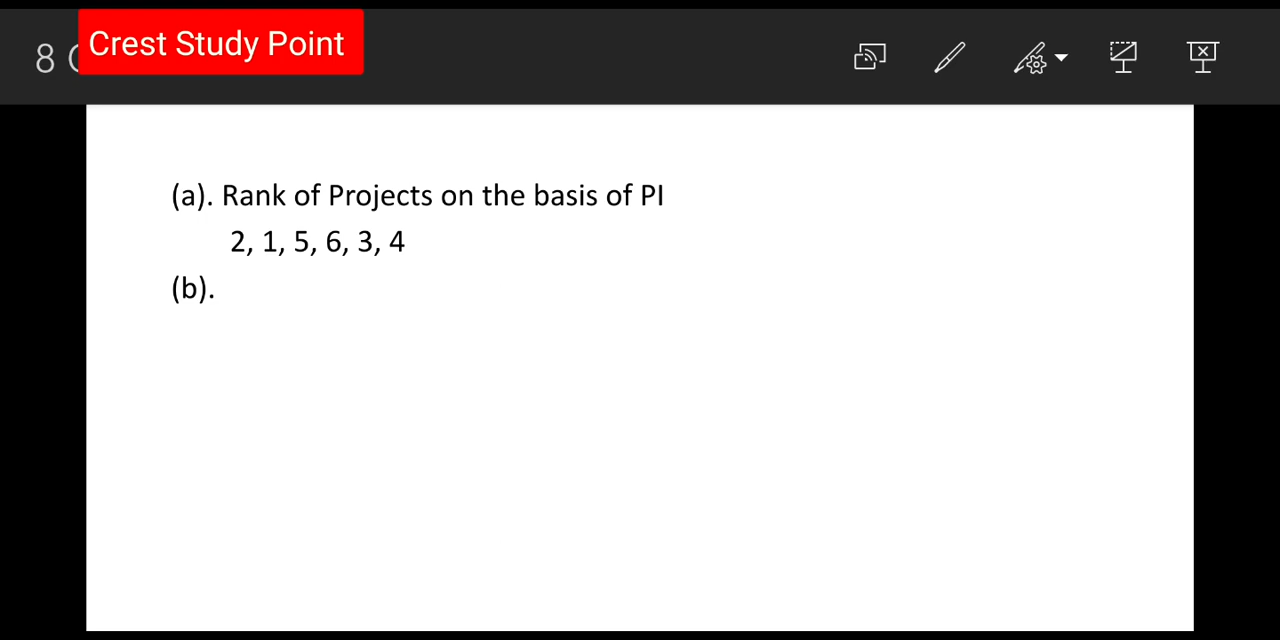 8
Crest Study Point
(a). Rank of Projects on the basis of PI
2, 1, 5, 6, 3, 4
(b).